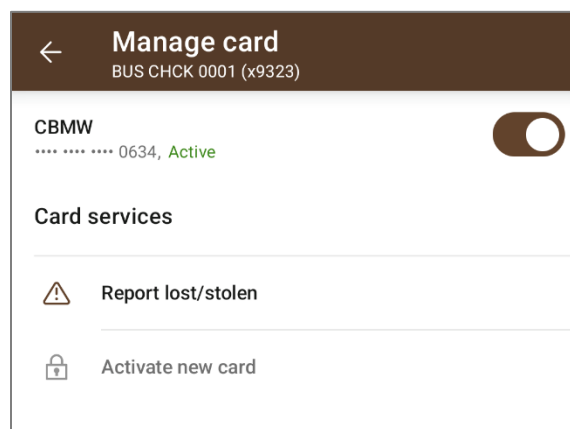 Manage card
BUS CHCK 0001 (x9323)
CBMW
•••• •••• •••• 0634, Active
Card services
Report lost/stolen
Activate new card